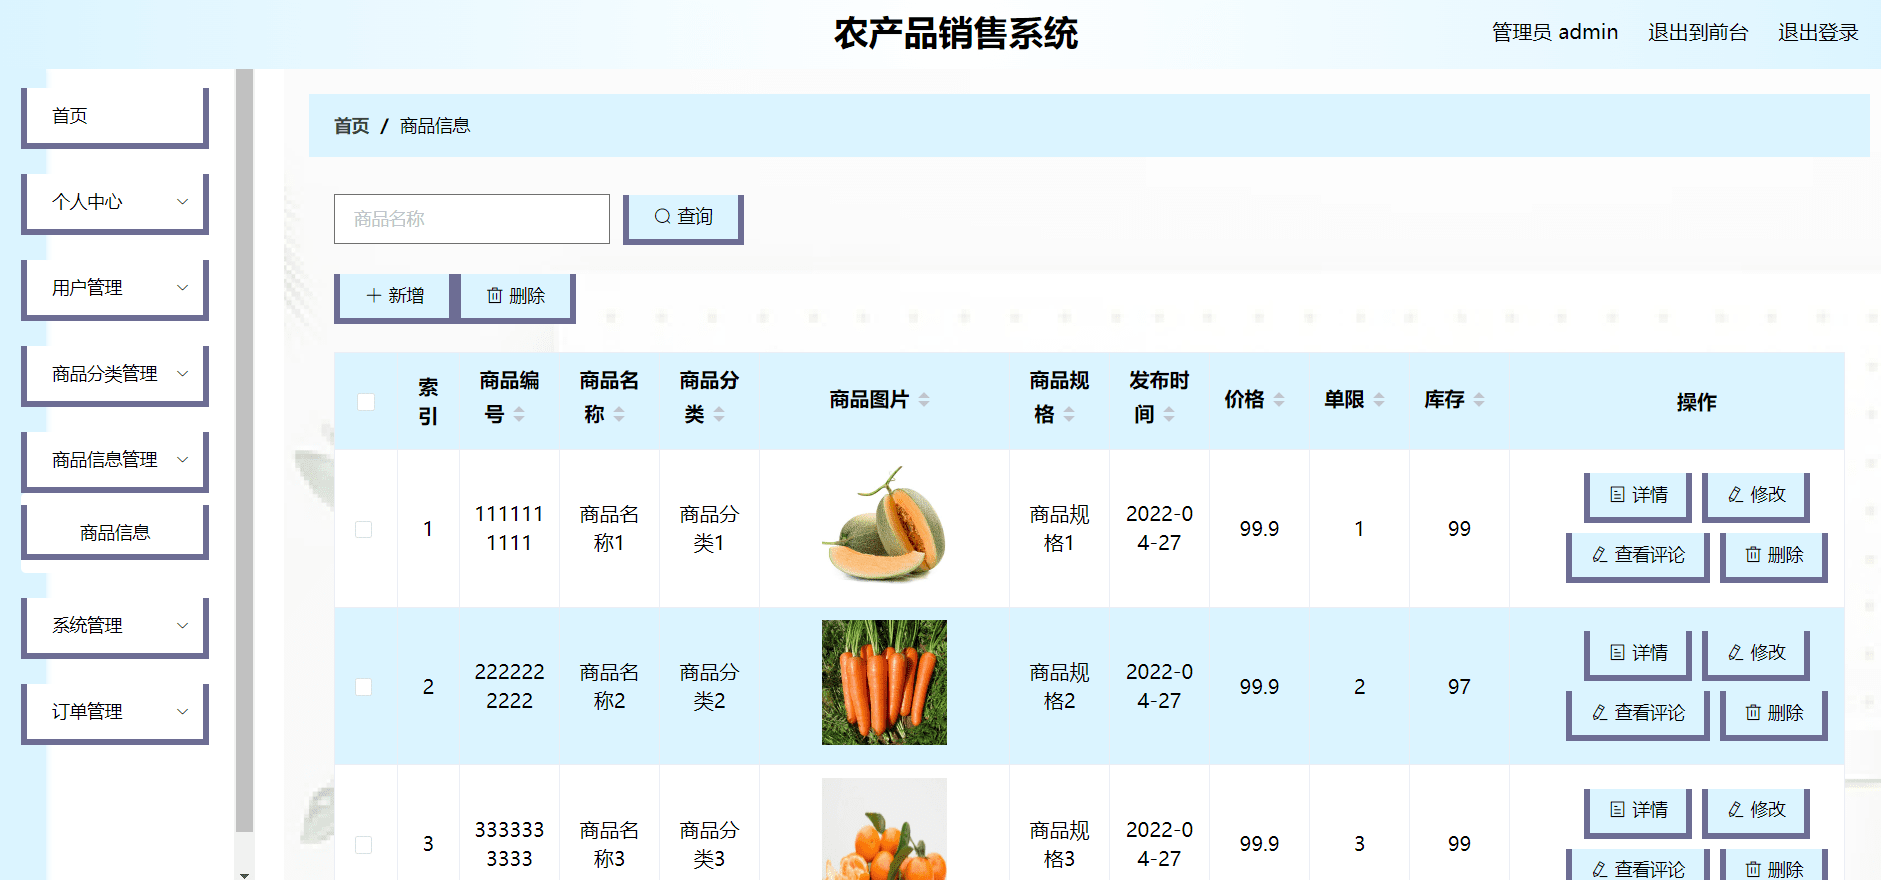 农产品销售系统
管理员 admin 退出到前台 退出登录
首页
个人中心
用户管理
商品分类管理
商品信息管理
商品信息
系统管理
订单管理
首页 / 商品信息
商品名称 查询
新增 删除
索引 商品编号 商品名称 商品分类 商品图片 商品规格 发布时间 价格 单限 库存 操作
1 1111111111 商品名称1 商品分类1 商品规格1 2022-04-27 99.9 1 99 详情 修改 查看评论 删除
2 2222222222 商品名称2 商品分类2 商品规格2 2022-04-27 99.9 2 97 详情 修改 查看评论 删除
3 3333333333 商品名称3 商品分类3 商品规格3 2022-04-27 99.9 3 99 详情 修改 查看评论 删除